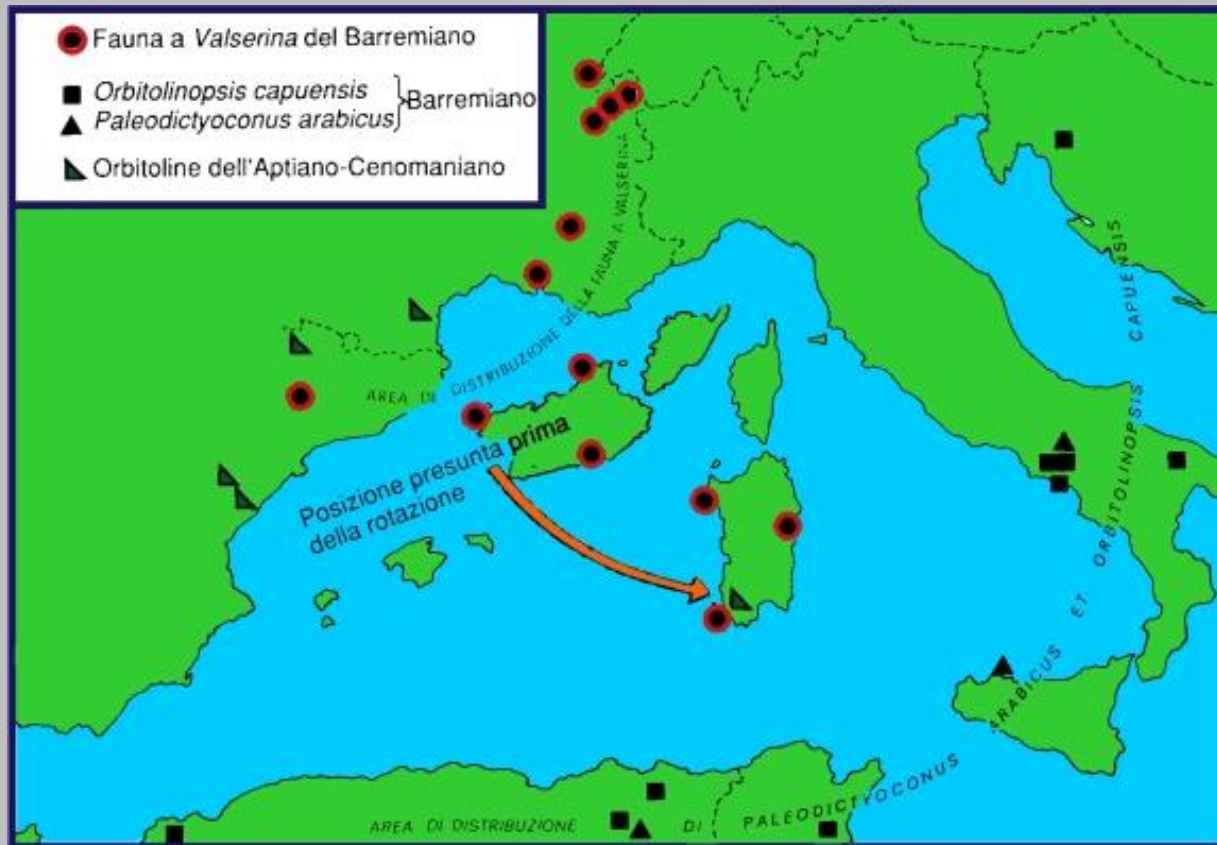 Fauna a Valserina del Barremiano
Orbitolinopsis capuensis
Paleodictyoconus arabicus
Barremiano
Orbitoline dell'Aptiano-Cenomaniano
AREA DI DISTRIBUZIONE DELLA FAUNA A VALSERINA
Posizione presunta prima
della rotazione
AREA DI DISTRIBUZIONE DI PALEODICTYOCONUS ARABICUS ET ORBITOLINOPSIS CAPUENSIS